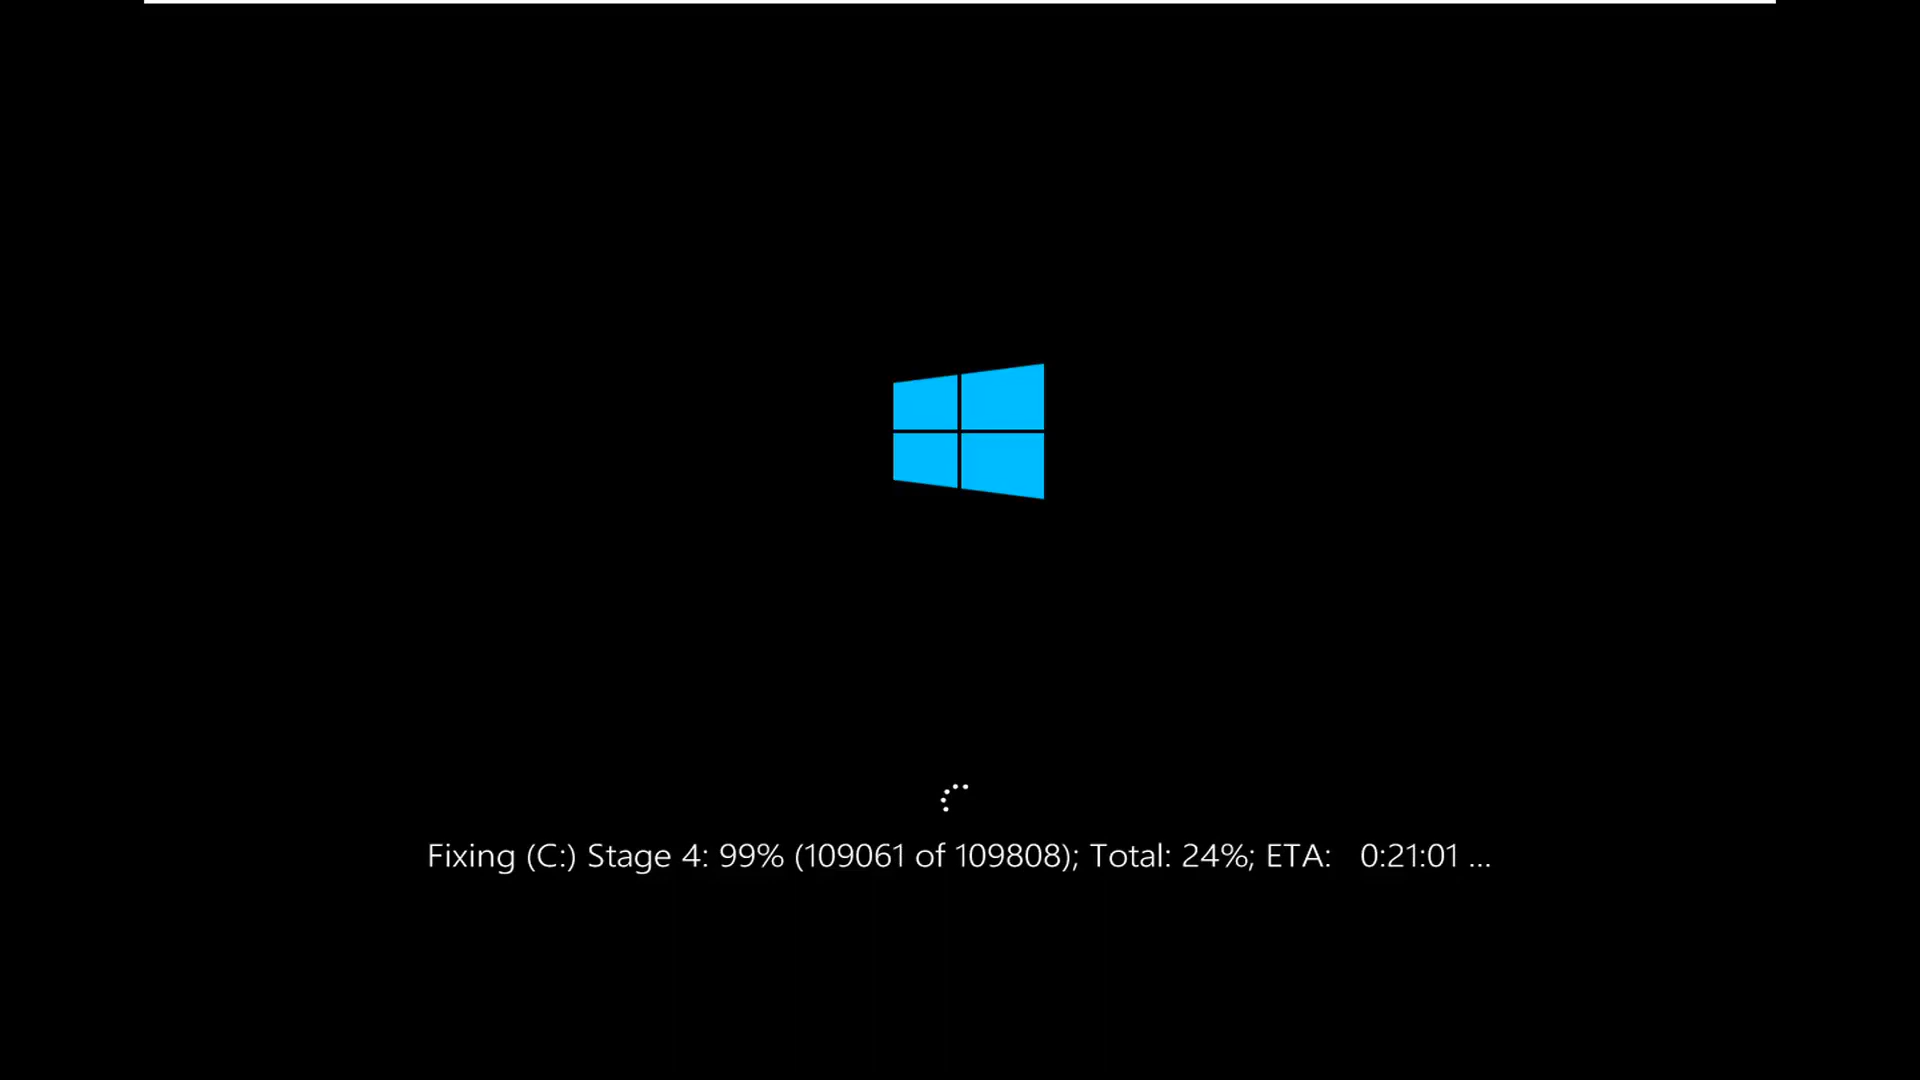 Fixing (C:) Stage 4: 99% (109061 of 109808); Total: 24%; ETA:   0:21:01 ...